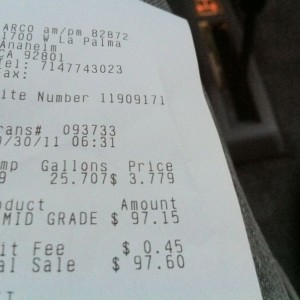 ARCO am/pm 82872
1700 W La Palma
Anaheim
CA 92801
Tel: 7147743023
Fax:
ite Number 11909171
rans# 093733
9/30/11 06:31
mp Gallons Price
9 25.707$ 3.779
oduct Amount
MID GRADE $ 97.15
it Fee $ 0.45
al Sale $ 97.60